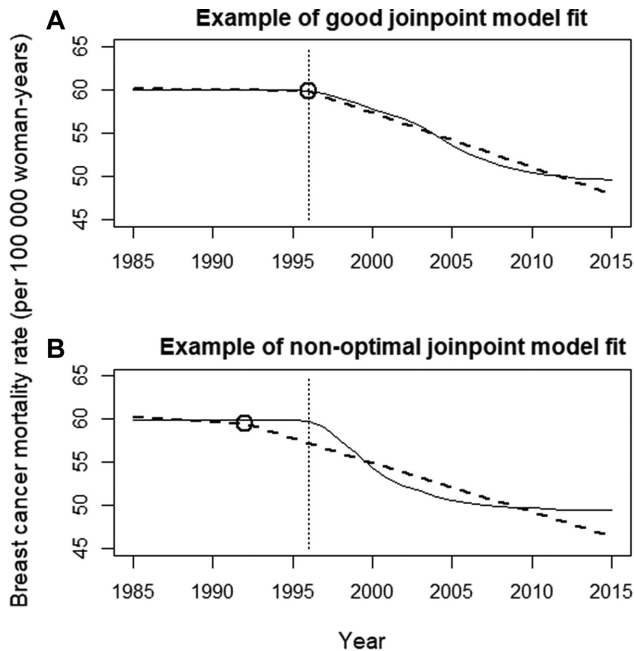 A
Example of good joinpoint model fit
65
60
55
50
45
1985 1990 1995 2000 2005 2010 2015
B
Example of non-optimal joinpoint model fit
65
60
55
50
45
1985 1990 1995 2000 2005 2010 2015
Year
Breast cancer mortality rate (per 100 000 woman-years)